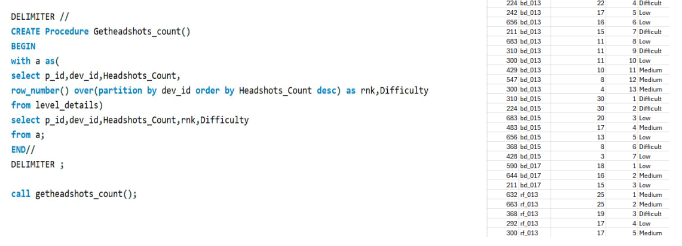 DELIMITER //
CREATE Procedure Getheadshots_count()
BEGIN
with a as(
select p_id,dev_id,Headshots_Count,
row_number() over(partition by dev_id order by Headshots_Count desc) as rnk,Difficulty
from level_details)
select p_id,dev_id,Headshots_Count,rnk,Difficulty
from a;
END//
DELIMITER ;
call getheadshots_count();
224 bd_013 22 4 Difficult
242 bd_013 17 5 Low
656 bd_013 16 6 Low
211 bd_013 15 7 Difficult
683 bd_013 11 8 Low
310 bd_013 11 9 Difficult
300 bd_013 11 10 Low
429 bd_013 10 11 Medium
547 bd_013 8 12 Medium
300 bd_013 4 13 Medium
310 bd_015 30 1 Difficult
224 bd_015 30 2 Difficult
683 bd_015 20 3 Low
483 bd_015 17 4 Medium
656 bd_015 13 5 Low
368 bd_015 8 6 Difficult
428 bd_015 3 7 Low
590 bd_017 18 1 Low
644 bd_017 16 2 Medium
211 bd_017 15 3 Low
632 rf_013 25 1 Medium
663 rf_013 25 2 Medium
368 rf_013 19 3 Difficult
292 rf_013 17 4 Low
300 rf_013 17 5 Medium